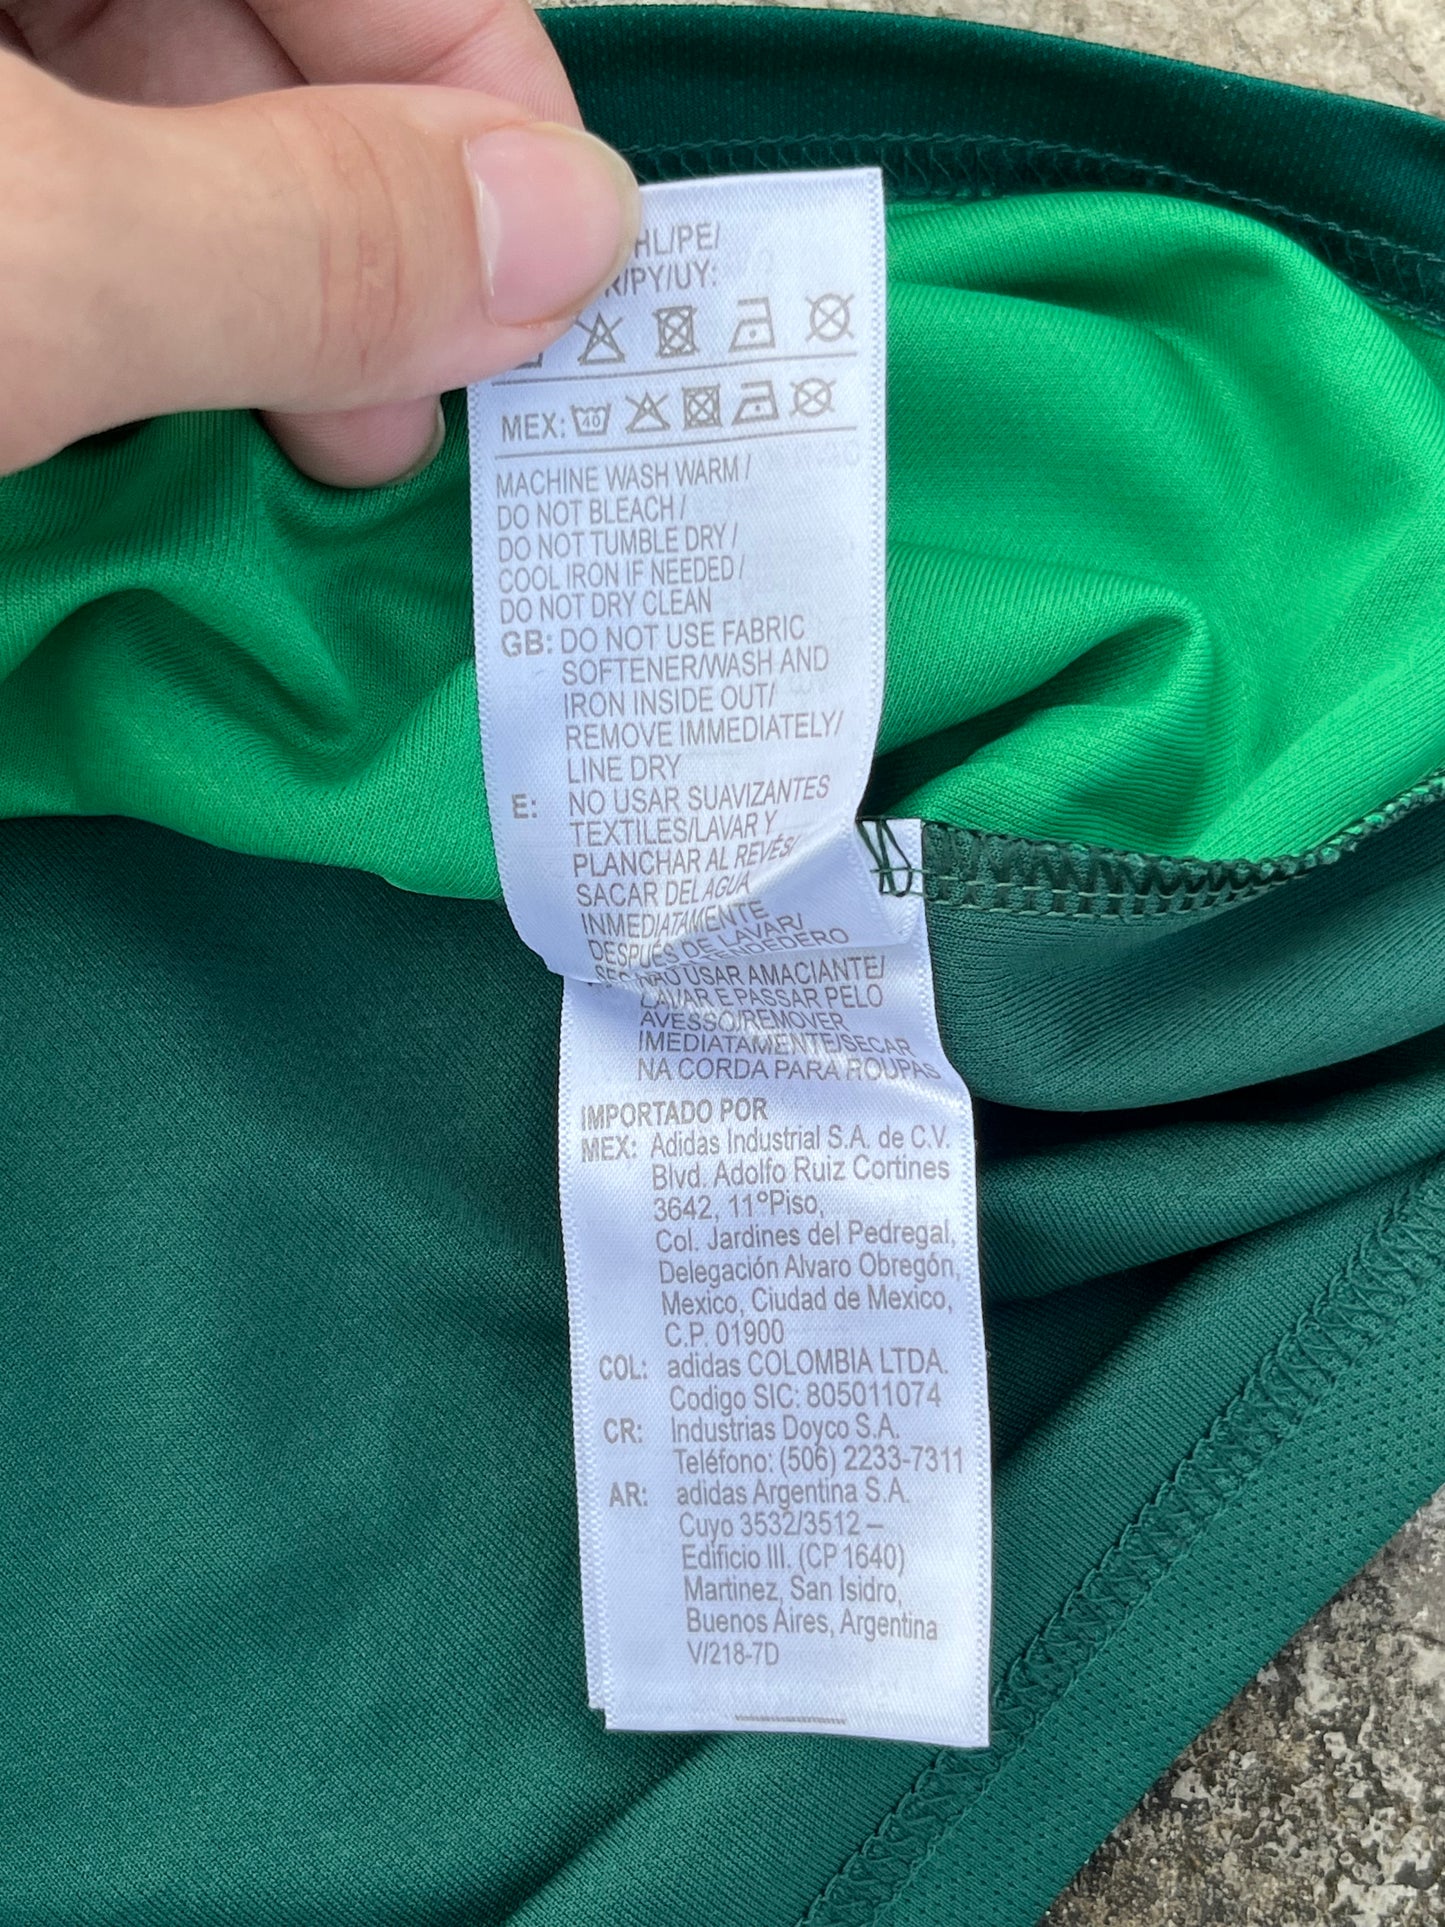 HL/PE/
R/PY/UY:
MEX: 40
MACHINE WASH WARM /
DO NOT BLEACH /
DO NOT TUMBLE DRY /
COOL IRON IF NEEDED /
DO NOT DRY CLEAN
GB: DO NOT USE FABRIC
SOFTENER/WASH AND
IRON INSIDE OUT/
REMOVE IMMEDIATELY/
LINE DRY
E: NO USAR SUAVIZANTES
TEXTILES/LAVAR Y
PLANCHAR AL REVÉS/
SACAR DEL AGUA
INMEDIATAMENTE
DESPUÉS DE LAVAR/
NÃO USAR AMACIANTE/
LAVAR E PASSAR PELO
AVESSO/REMOVER
IMEDIATAMENTE/SECAR
NA CORDA PARA ROUPAS
IMPORTADO POR
MEX: Adidas Industrial S.A. de C.V.
Blvd. Adolfo Ruiz Cortines
3642, 11°Piso,
Col. Jardines del Pedregal,
Delegación Alvaro Obregón,
Mexico, Ciudad de Mexico,
C.P. 01900
COL: adidas COLOMBIA LTDA.
Codigo SIC: 805011074
CR: Industrias Doyco S.A.
Teléfono: (506) 2233-7311
AR: adidas Argentina S.A.
Cuyo 3532/3512 –
Edificio III. (CP 1640)
Martinez, San Isidro,
Buenos Aires, Argentina
V/218-7D